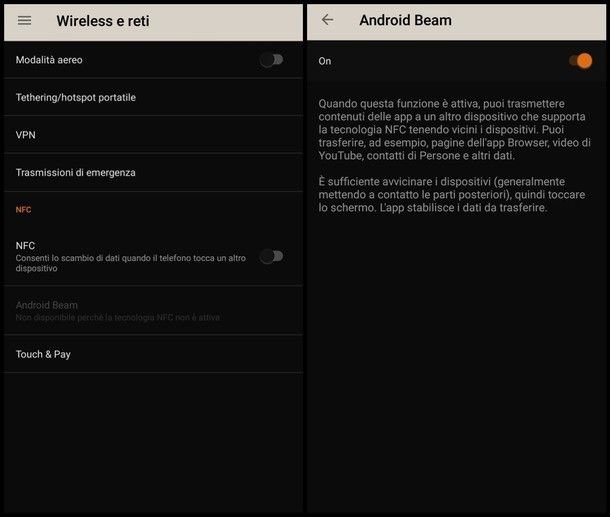 Wireless e reti
Modalità aereo
Tethering/hotspot portatile
VPN
Trasmissioni di emergenza
NFC
NFC
Consenti lo scambio di dati quando il telefono tocca un altro
dispositivo
Android Beam
Non disponibile perché la tecnologia NFC non è attiva
Touch & Pay
Android Beam
On
Quando questa funzione è attiva, puoi trasmettere
contenuti delle app a un altro dispositivo che supporta
la tecnologia NFC tenendo vicini i dispositivi. Puoi
trasferire, ad esempio, pagine dell'app Browser, video di
YouTube, contatti di Persone e altri dati.
È sufficiente avvicinare i dispositivi (generalmente
mettendo a contatto le parti posteriori), quindi toccare
lo schermo. L'app stabilisce i dati da trasferire.